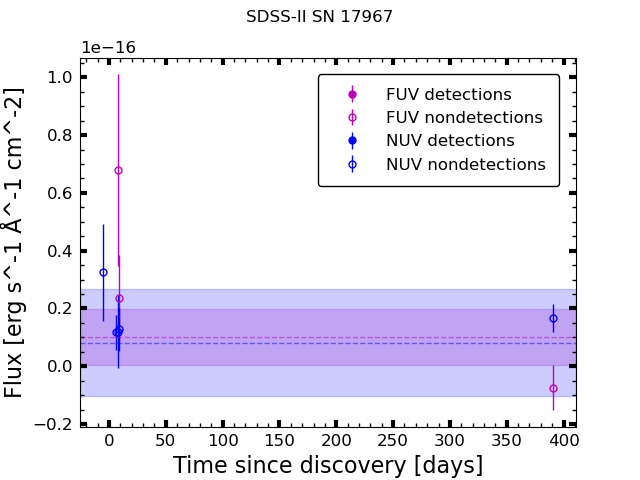 SDSS-II SN 17967
1e−16
FUV detections
FUV nondetections
NUV detections
NUV nondetections
1.0
0.8
0.6
0.4
0.2
0.0
−0.2
Flux [erg s^-1 Å^-1 cm^-2]
0 50 100 150 200 250 300 350 400
Time since discovery [days]